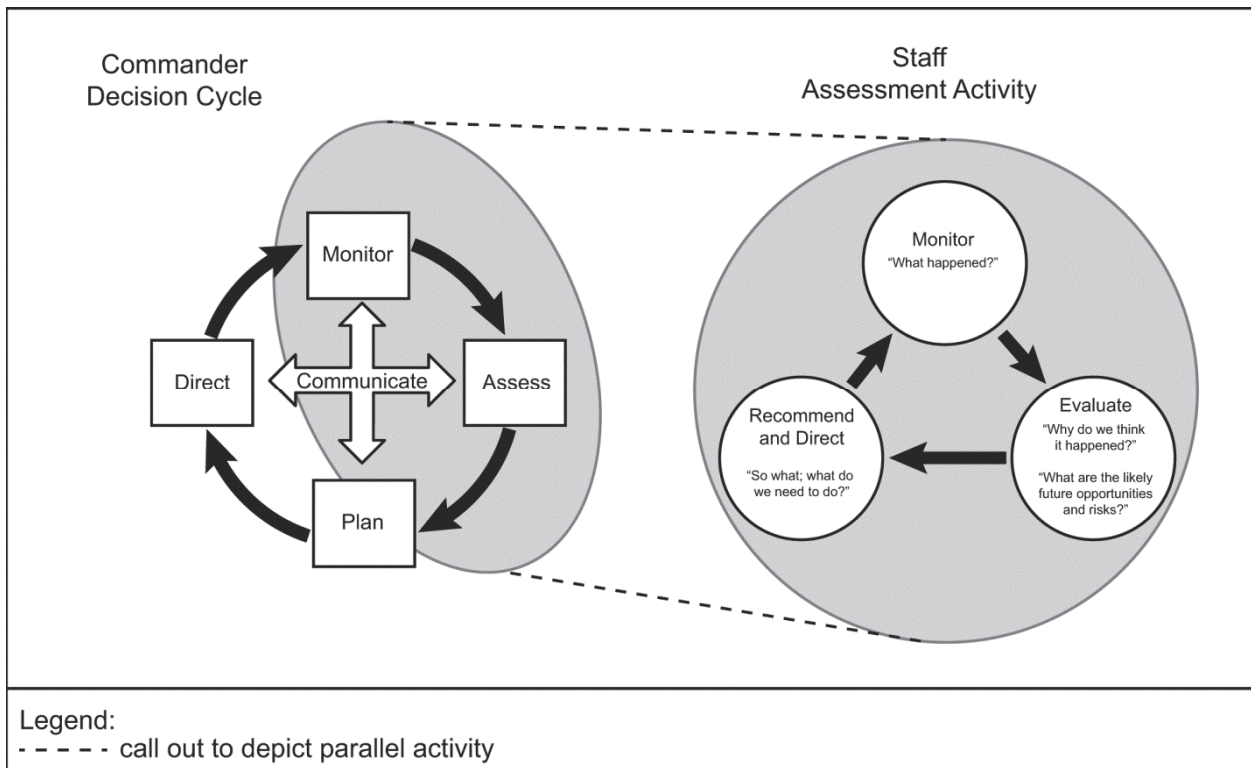 Commander
Decision Cycle
Staff
Assessment Activity
Monitor
Direct
Communicate
Assess
Plan
Monitor
“What happened?”
Recommend
and Direct
“So what; what do
we need to do?”
Evaluate
“Why do we think
it happened?”
“What are the likely
future opportunities
and risks?”
Legend:
- - - - - call out to depict parallel activity